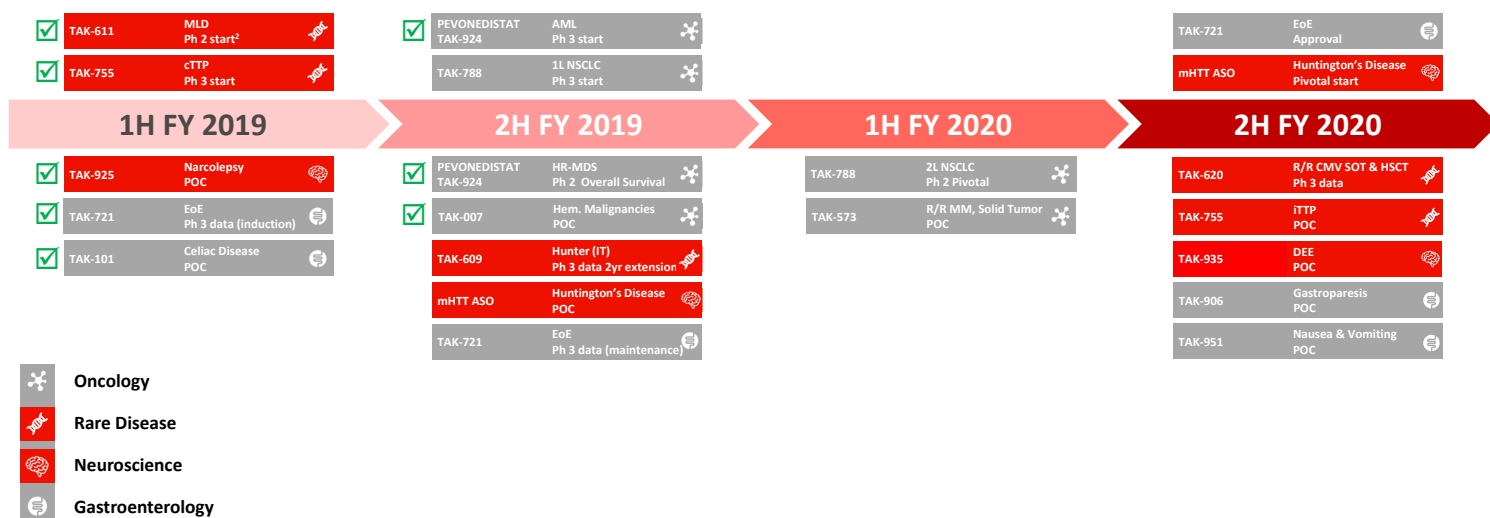 TAK-611 MLD
Ph 2 start²
TAK-755 cTTP
Ph 3 start
PEVONEDISTAT
TAK-924
AML
Ph 3 start
TAK-788 1L NSCLC
Ph 3 start
TAK-721 EoE
Approval
mHTT ASO Huntington’s Disease
Pivotal start
1H FY 2019
2H FY 2019
1H FY 2020
2H FY 2020
TAK-925 Narcolepsy
POC
TAK-721 EoE
Ph 3 data (induction)
TAK-101 Celiac Disease
POC
PEVONEDISTAT
TAK-924
HR-MDS
Ph 2 Overall Survival
TAK-007 Hem. Malignancies
POC
TAK-609 Hunter (IT)
Ph 3 data 2yr extension
mHTT ASO Huntington’s Disease
POC
TAK-721 EoE
Ph 3 data (maintenance)
TAK-788 2L NSCLC
Ph 2 Pivotal
TAK-573 R/R MM, Solid Tumor
POC
TAK-620 R/R CMV SOT & HSCT
Ph 3 data
TAK-755 iTTP
POC
TAK-935 DEE
POC
TAK-906 Gastroparesis
POC
TAK-951 Nausea & Vomiting
POC
Oncology
Rare Disease
Neuroscience
Gastroenterology